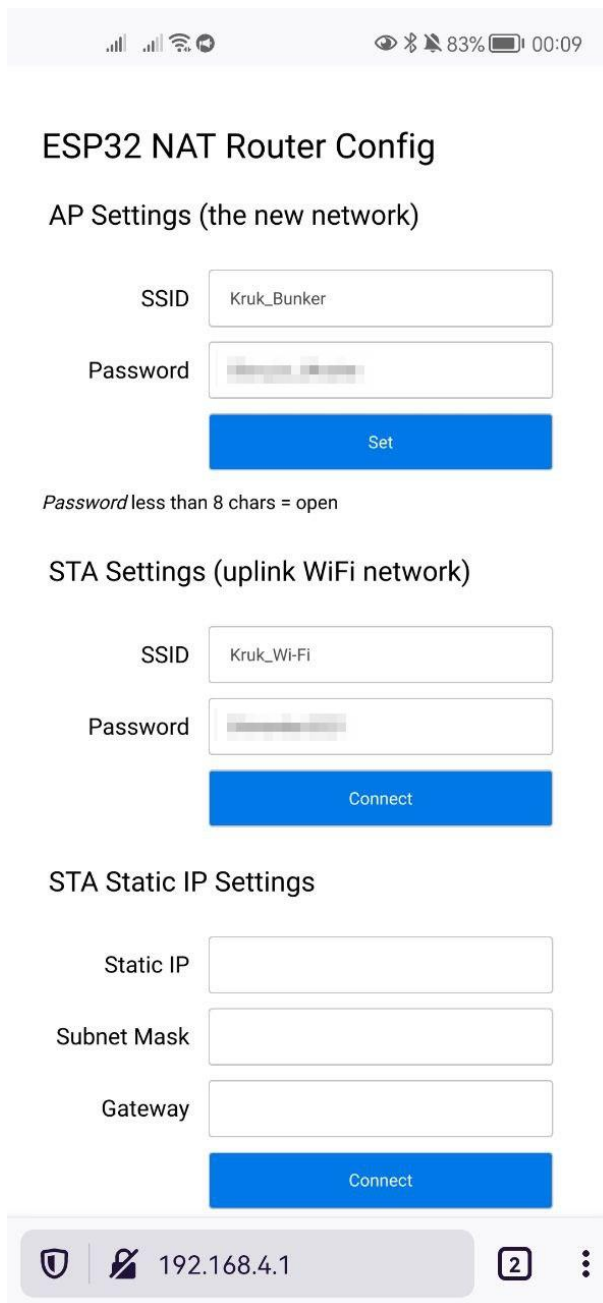 83% 00:09
ESP32 NAT Router Config
AP Settings (the new network)
SSID Kruk_Bunker
Password
Set
Password less than 8 chars = open
STA Settings (uplink WiFi network)
SSID Kruk_Wi-Fi
Password
Connect
STA Static IP Settings
Static IP
Subnet Mask
Gateway
Connect
192.168.4.1 2